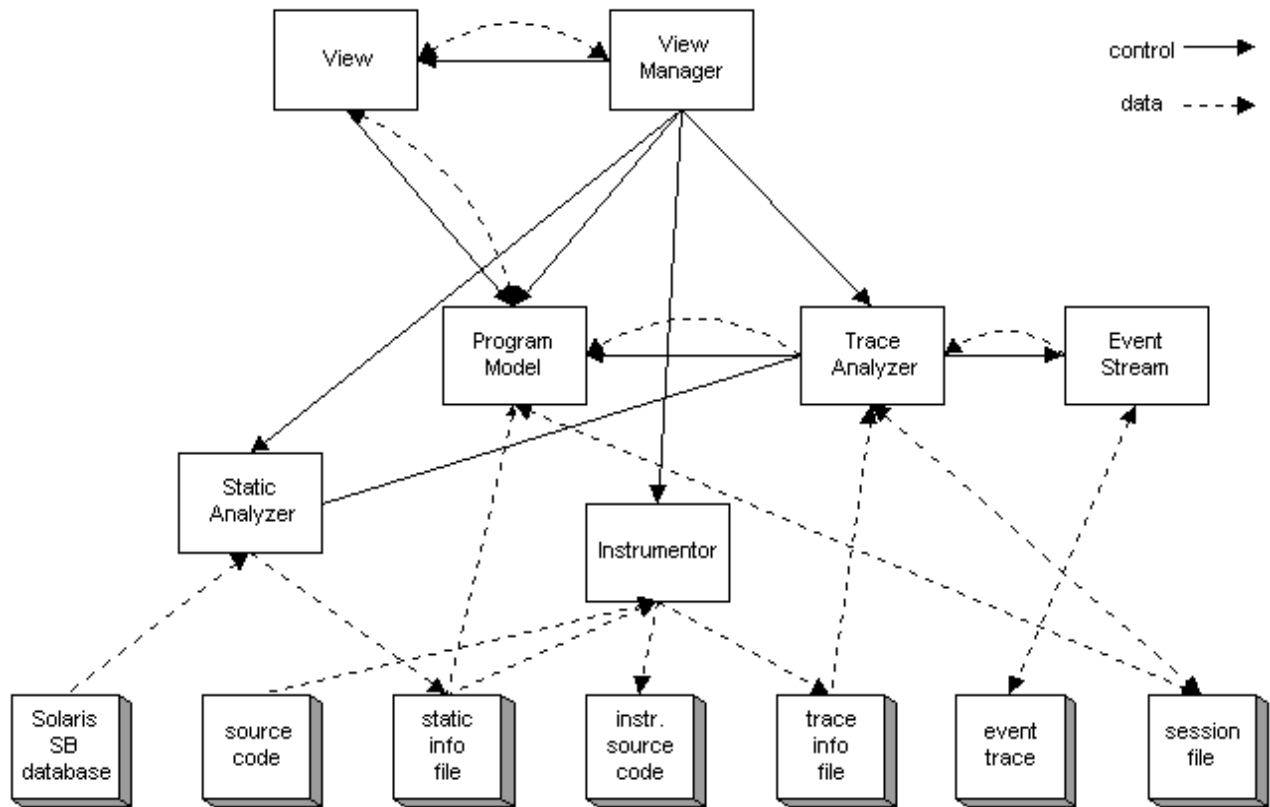 View
View
Manager
control
data
Program
Model
Trace
Analyzer
Event
Stream
Static
Analyzer
Instrumentor
Solaris
SB
database
source
code
static
info
file
instr.
source
code
trace
info
file
event
trace
session
file